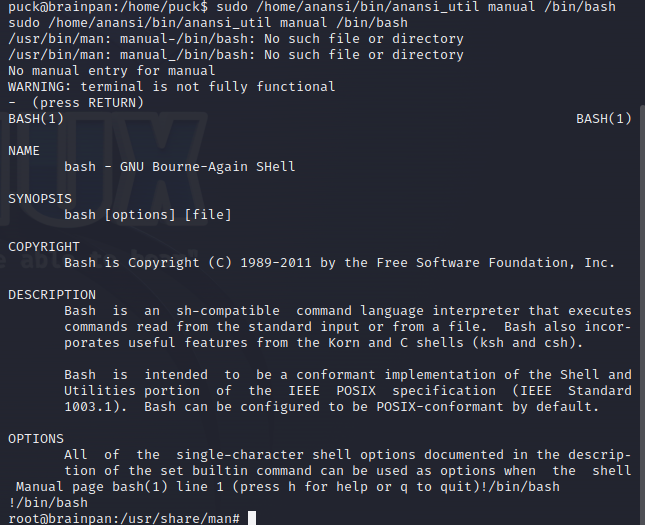 puck@brainpan:/home/puck$ sudo /home/anansi/bin/anansi_util manual /bin/bash
sudo /home/anansi/bin/anansi_util manual /bin/bash
/usr/bin/man: manual-/bin/bash: No such file or directory
/usr/bin/man: manual_/bin/bash: No such file or directory
No manual entry for manual
WARNING: terminal is not fully functional
-  (press RETURN)
BASH(1)                                                                BASH(1)
NAME
       bash - GNU Bourne-Again SHell
SYNOPSIS
       bash [options] [file]
COPYRIGHT
       Bash is Copyright (C) 1989-2011 by the Free Software Foundation, Inc.
DESCRIPTION
       Bash  is  an  sh-compatible  command language interpreter that executes
       commands read from the standard input or from a file.  Bash also incor-
       porates useful features from the Korn and C shells (ksh and csh).
       Bash  is  intended  to  be a conformant implementation of the Shell and
       Utilities portion  of  the  IEEE  POSIX  specification  (IEEE  Standard
       1003.1).  Bash can be configured to be POSIX-conformant by default.
OPTIONS
       All  of  the  single-character shell options documented in the descrip-
       tion of the set builtin command can be used as options when  the  shell
 Manual page bash(1) line 1 (press h for help or q to quit)!/bin/bash
!/bin/bash
root@brainpan:/usr/share/man#